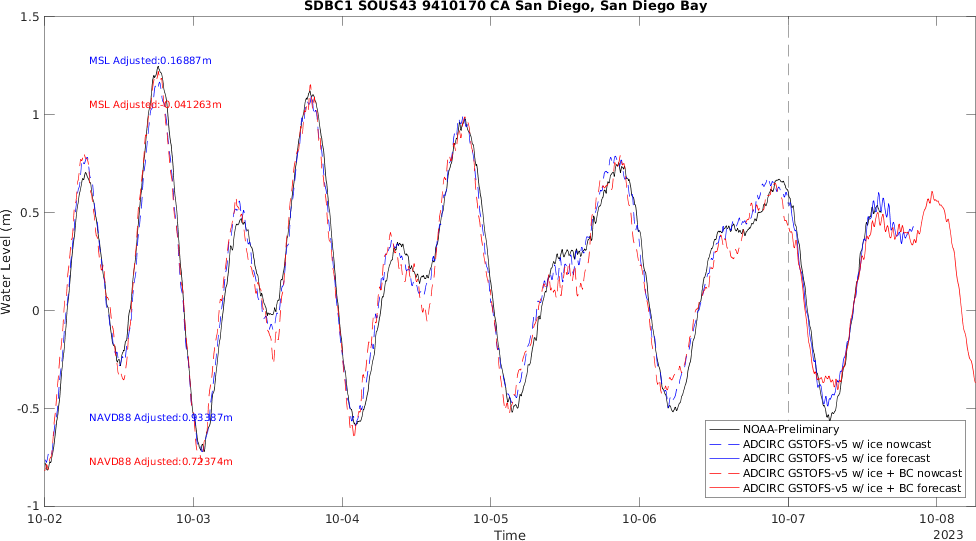 SDBC1 SOUS43 9410170 CA San Diego, San Diego Bay
1.5
1
0.5
0
-0.5
-1
Water Level (m)
MSL Adjusted:0.16887m
MSL Adjusted:-0.041263m
NAVD88 Adjusted:0.93387m
NAVD88 Adjusted:0.72374m
NOAA-Preliminary
ADCIRC GSTOFS-v5 w/ ice nowcast
ADCIRC GSTOFS-v5 w/ ice forecast
ADCIRC GSTOFS-v5 w/ ice + BC nowcast
ADCIRC GSTOFS-v5 w/ ice + BC forecast
10-02 10-03 10-04 10-05 10-06 10-07 10-08
Time
2023